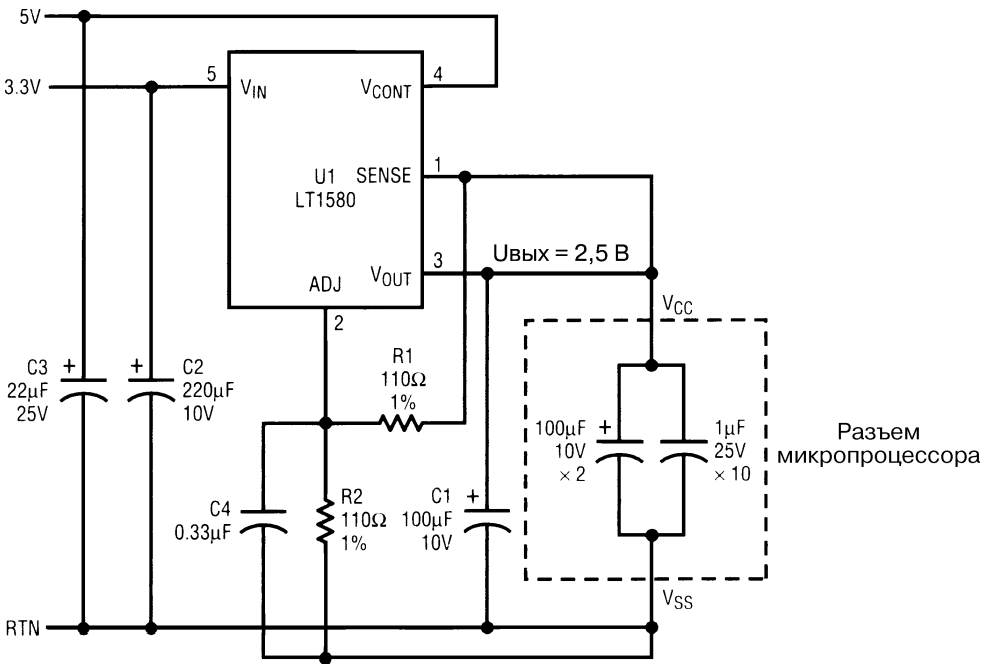 5V
3.3V
5
VIN
VCONT
4
U1
LT1580
SENSE
1
Uвых = 2,5 В
VOUT
3
ADJ
2
VCC
C3
22µF
25V
+
+
C2
220µF
10V
R1
110Ω
1%
100µF
10V
× 2
+
1µF
25V
× 10
Разъем
микропроцессора
C4
0.33µF
R2
110Ω
1%
C1
100µF
10V
+
VSS
RTN